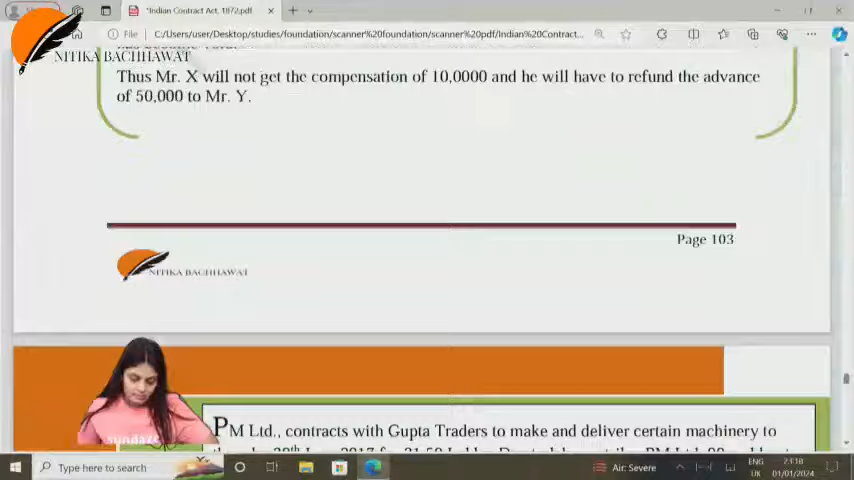 *Indian Contract Act, 1872.pdf
File
C:/Users/user/Desktop/studies/foundation/scanner%20foundation/scanner%20pdf/Indian%20Contract...
NITIKA BACHHAWAT
Thus Mr. X will not get the compensation of 10,0000 and he will have to refund the advance
of 50,000 to Mr. Y.
Page 103
NITIKA BACHHAWAT
PM Ltd., contracts with Gupta Traders to make and deliver certain machinery to
sundaze
Type here to search
Air: Severe
ENG
UK
01/01/2024